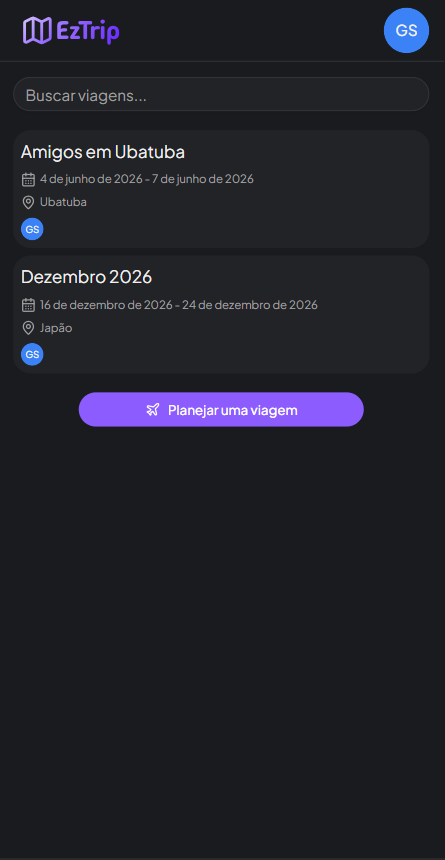 EzTrip
GS
Buscar viagens...
Amigos em Ubatuba
4 de junho de 2026 - 7 de junho de 2026
Ubatuba
GS
Dezembro 2026
16 de dezembro de 2026 - 24 de dezembro de 2026
Japão
GS
Planejar uma viagem